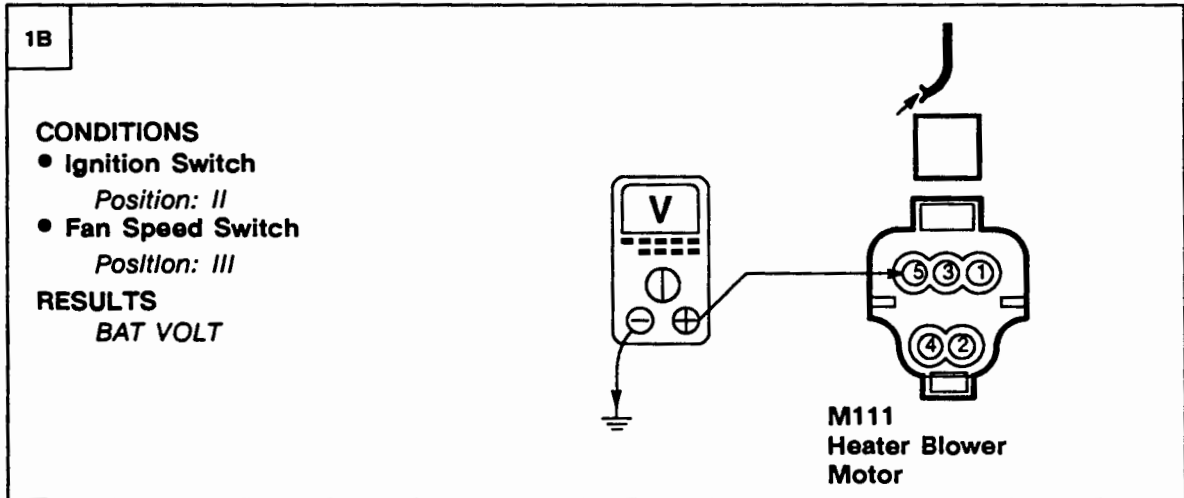 1B
CONDITIONS
• Ignition Switch
Position: II
• Fan Speed Switch
Position: III
RESULTS
BAT VOLT
V
− +
5 3 1
4 2
M111
Heater Blower
Motor